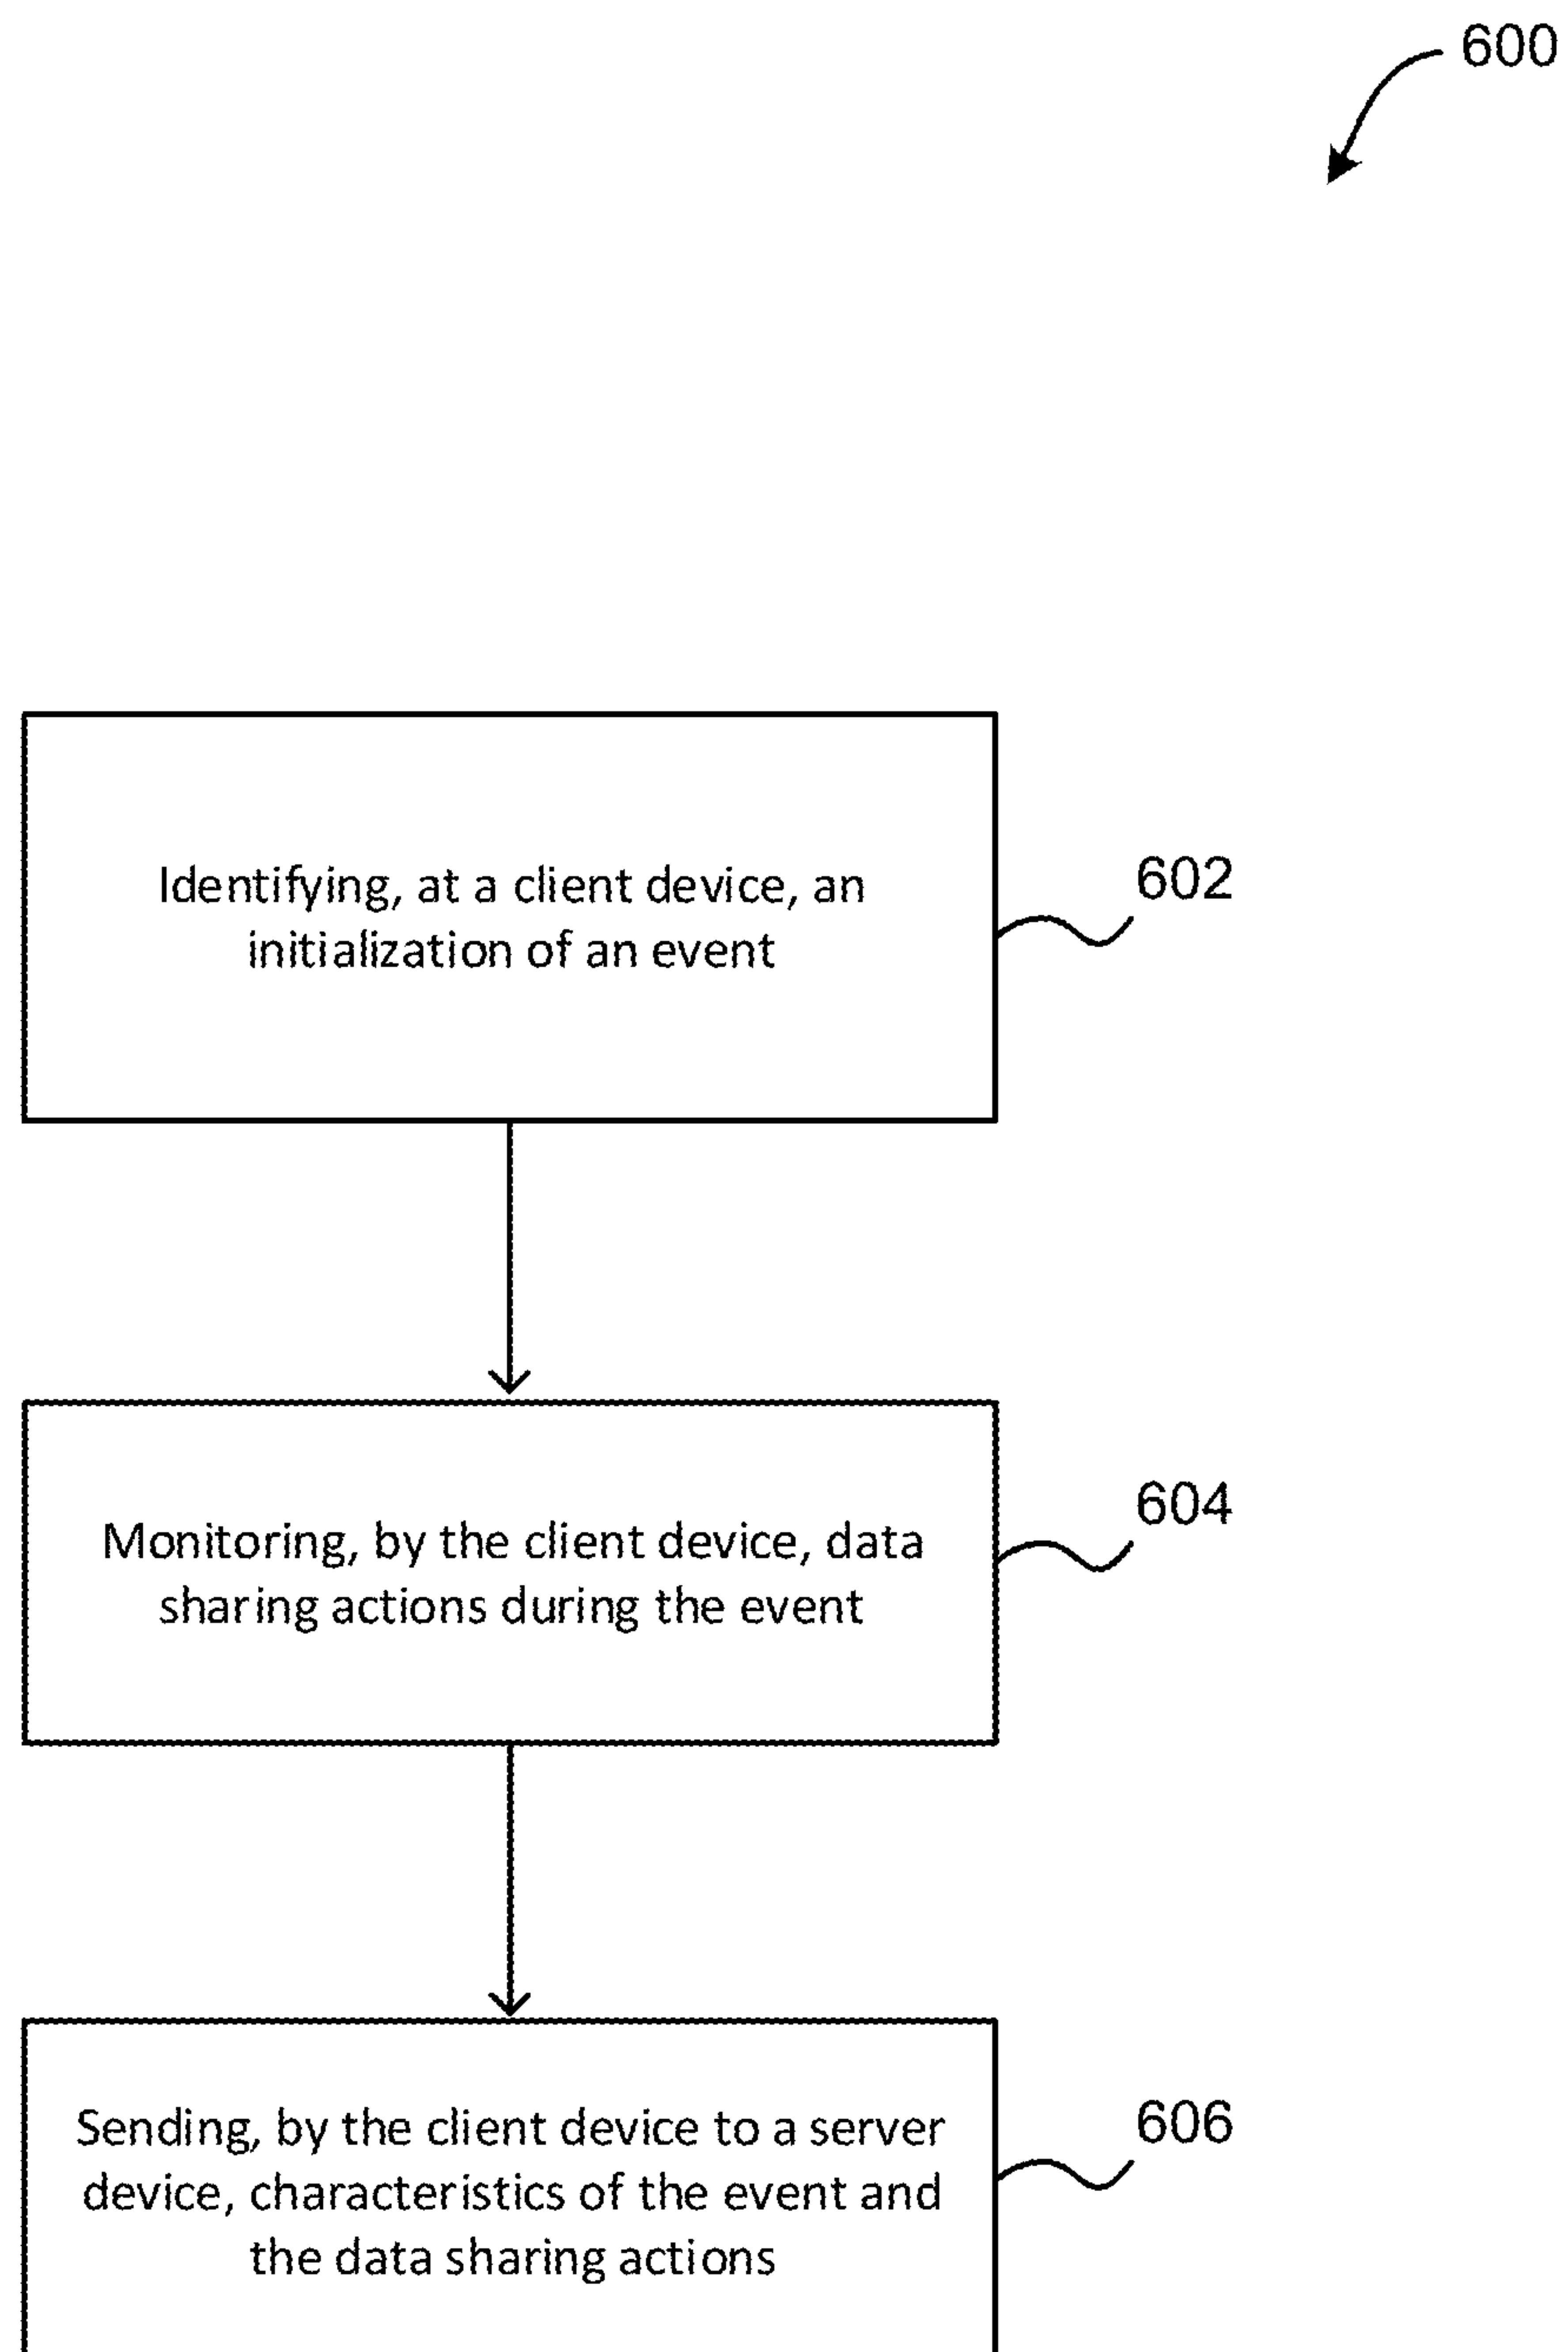 600
Identifying, at a client device, an
initialization of an event
602
Monitoring, by the client device, data
sharing actions during the event
604
Sending, by the client device to a server
device, characteristics of the event and
the data sharing actions
606